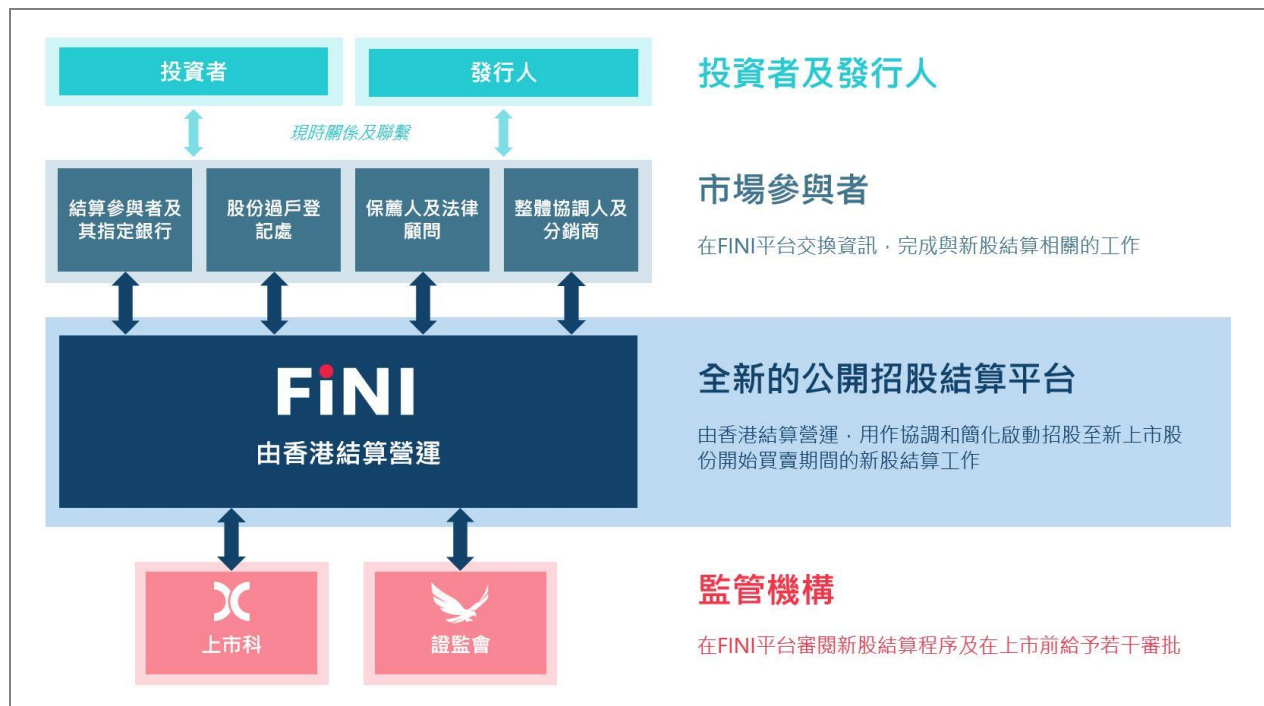 投資者
發行人
投資者及發行人
現時關係及聯繫
結算參與者及
其指定銀行
股份過戶登
記處
保薦人及法律
顧問
整體協調人及
分銷商
市場參與者
在FINI平台交換資訊，完成與新股結算相關的工作
FiNI
由香港結算營運
全新的公開招股結算平台
由香港結算營運，用作協調和簡化啟動招股至新上市股
份開始買賣期間的新股結算工作
上市科
證監會
監管機構
在FINI平台審閱新股結算程序及在上市前給予若干審批